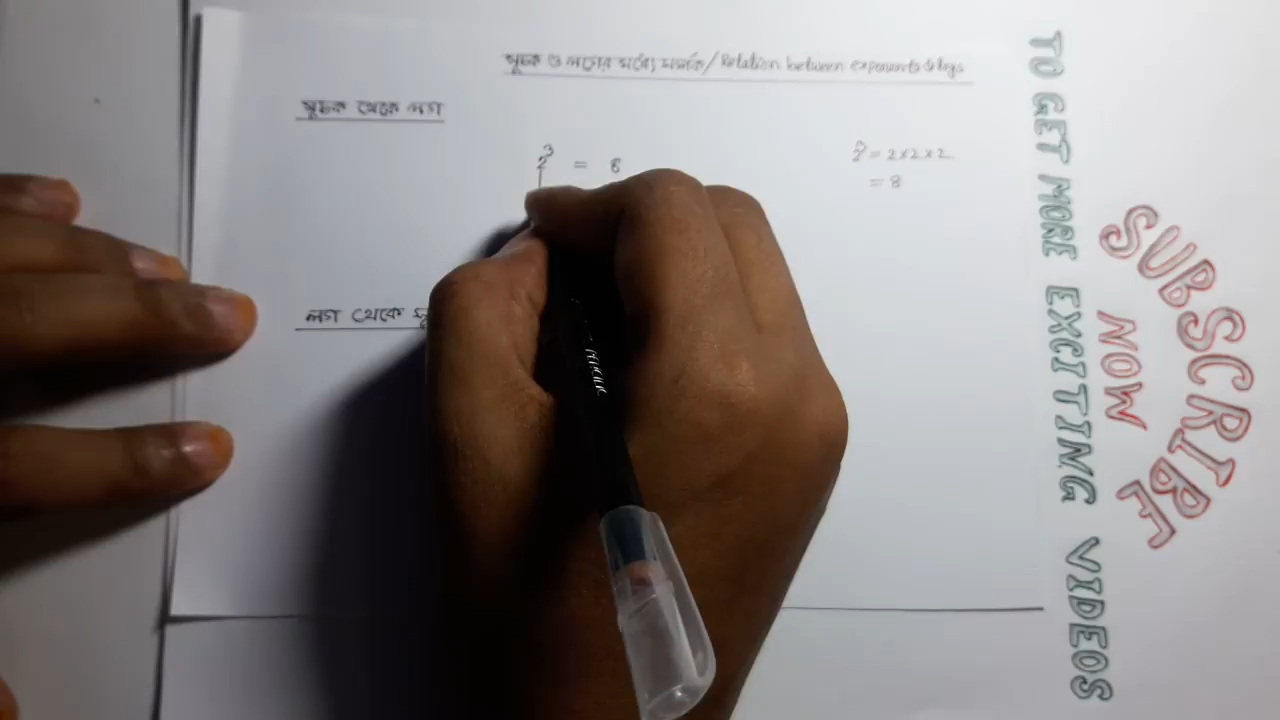 সূচক ও লগের মধ্যে সম্পর্ক / Relation between exponents & logs
সূচক থেকে লগ
2³ = 8
2³ = 2×2×2
= 8
লগ থেকে
PENCILIC
TO GET MORE EXCITING VIDEOS
SUBSCRIBE
NOW